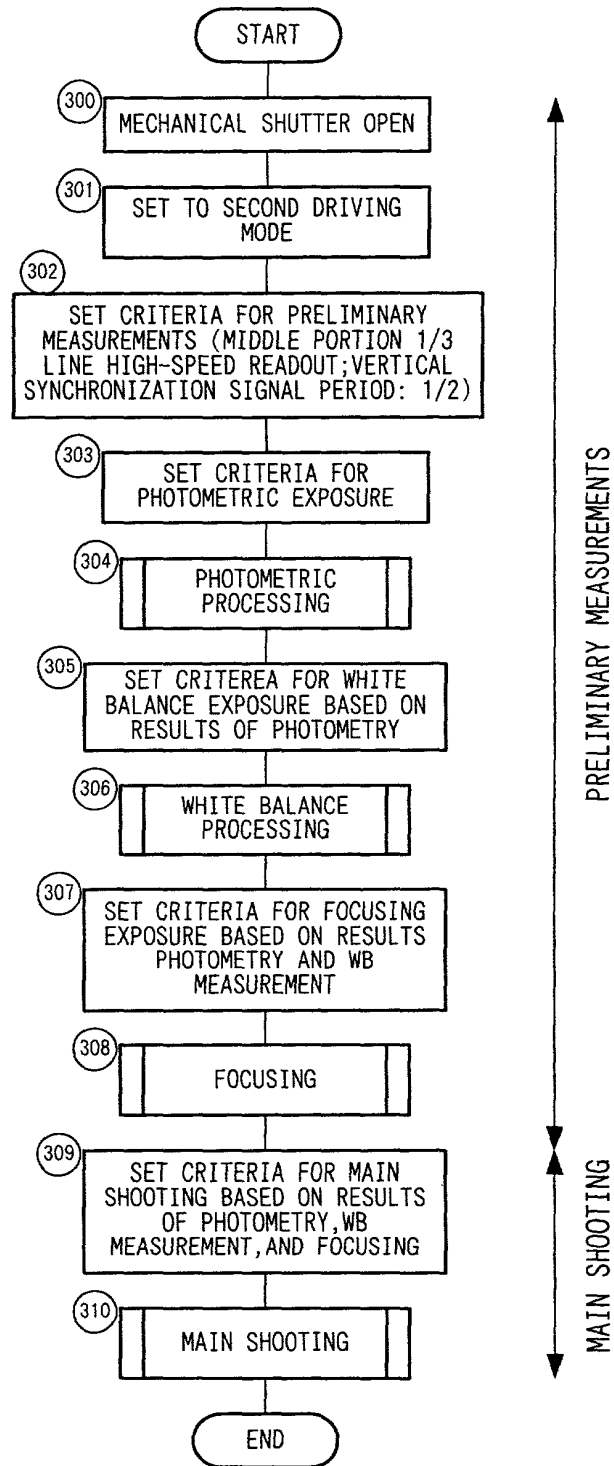 START
300
MECHANICAL SHUTTER OPEN
301
SET TO SECOND DRIVING
MODE
302
SET CRITERIA FOR PRELIMINARY
MEASUREMENTS (MIDDLE PORTION 1/3
LINE HIGH-SPEED READOUT;VERTICAL
SYNCHRONIZATION SIGNAL PERIOD: 1/2)
303
SET CRITERIA FOR
PHOTOMETRIC EXPOSURE
304
PHOTOMETRIC
PROCESSING
305
SET CRITEREA FOR WHITE
BALANCE EXPOSURE BASED ON
RESULTS OF PHOTOMETRY
306
WHITE BALANCE
PROCESSING
307
SET CRITERIA FOR FOCUSING
EXPOSURE BASED ON RESULTS
PHOTOMETRY AND WB
MEASUREMENT
308
FOCUSING
PRELIMINARY MEASUREMENTS
309
SET CRITERIA FOR MAIN
SHOOTING BASED ON RESULTS
OF PHOTOMETRY,WB
MEASUREMENT,AND FOCUSING
310
MAIN SHOOTING
MAIN SHOOTING
END